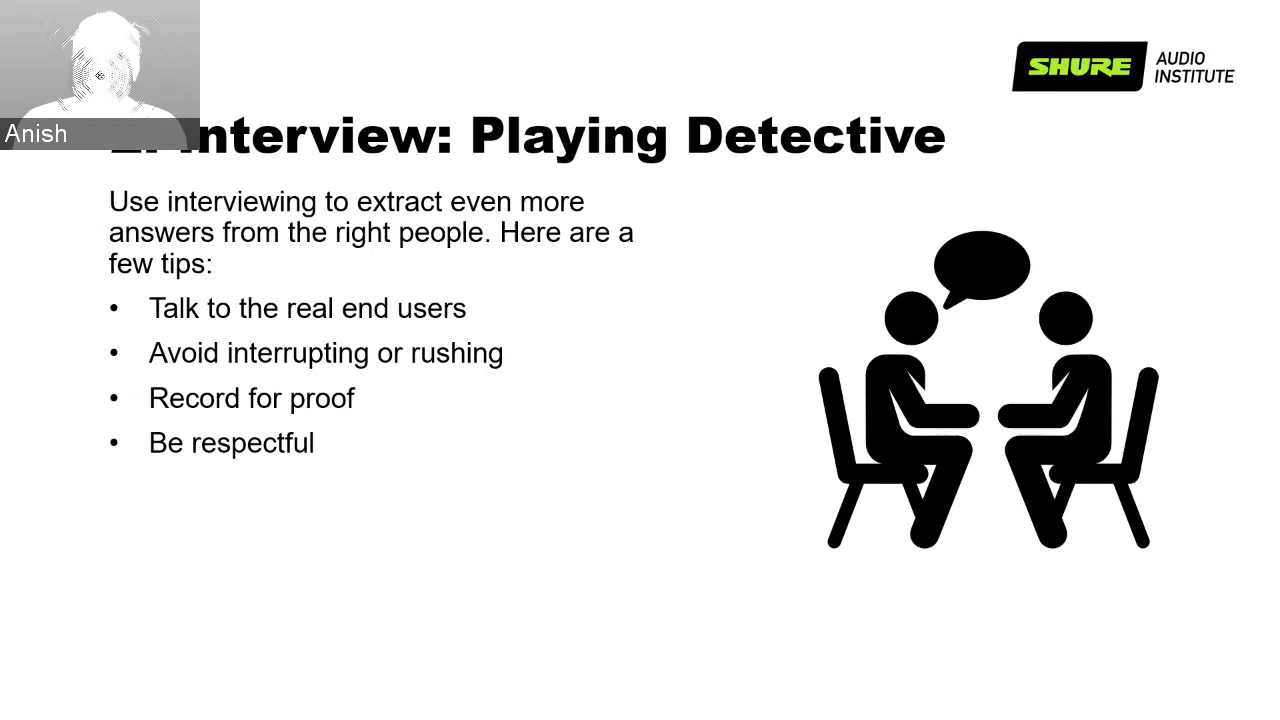 SHURE AUDIO
INSTITUTE
Anish
Interview: Playing Detective
Use interviewing to extract even more
answers from the right people. Here are a
few tips:
• Talk to the real end users
• Avoid interrupting or rushing
• Record for proof
• Be respectful